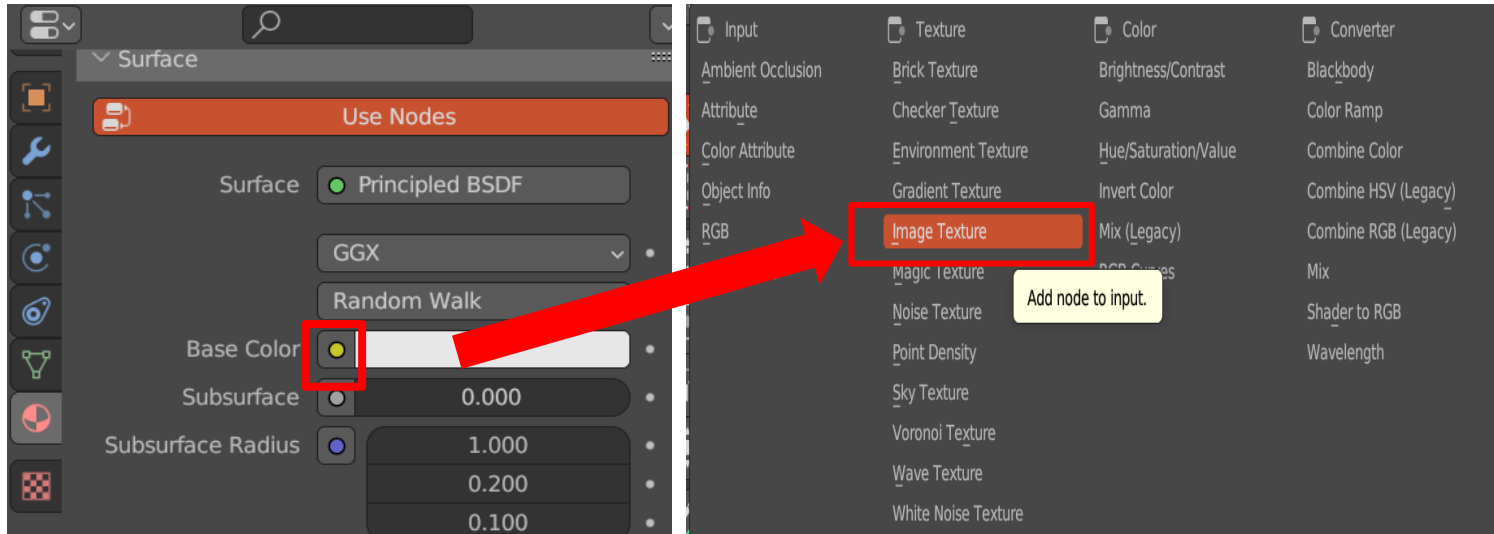 Surface
Use Nodes
Surface
Principled BSDF
GGX
Random Walk
Base Color
Subsurface
0.000
Subsurface Radius
1.000
0.200
0.100
Input
Ambient Occlusion
Attribute
Color Attribute
Object Info
RGB
Texture
Brick Texture
Checker Texture
Environment Texture
Gradient Texture
Image Texture
Magic Texture
Noise Texture
Point Density
Sky Texture
Voronoi Texture
Wave Texture
White Noise Texture
Color
Brightness/Contrast
Gamma
Hue/Saturation/Value
Invert Color
Mix (Legacy)
Add node to input.
Converter
Blackbody
Color Ramp
Combine Color
Combine HSV (Legacy)
Combine RGB (Legacy)
Mix
Shader to RGB
Wavelength